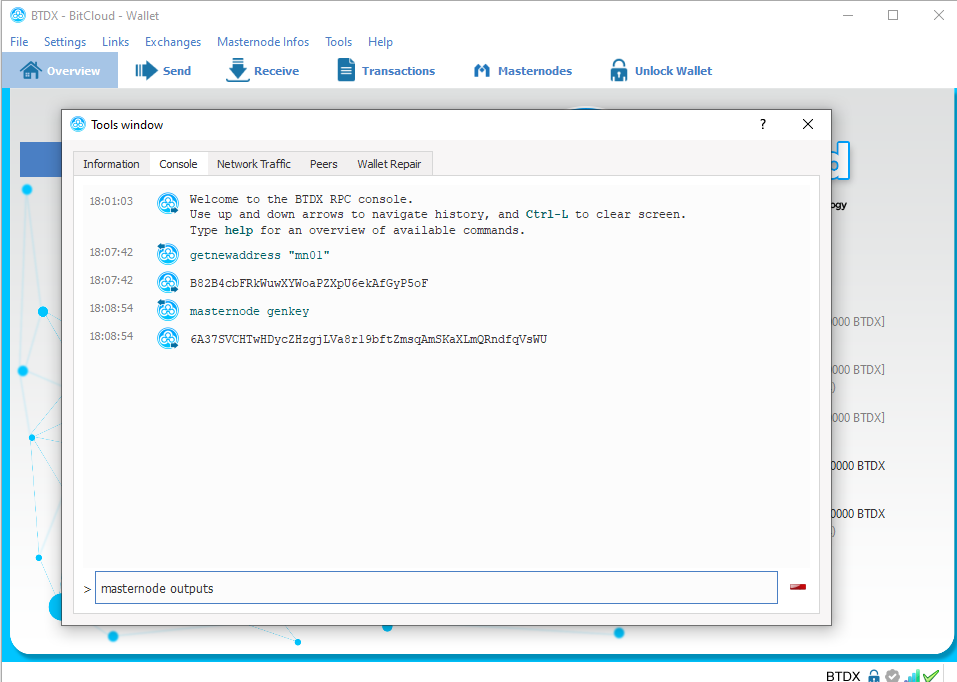 BTDX - BitCloud - Wallet
File Settings Links Exchanges Masternode Infos Tools Help
Overview Send Receive Transactions Masternodes Unlock Wallet
Tools window
Information Console Network Traffic Peers Wallet Repair
18:01:03 Welcome to the BTDX RPC console.
Use up and down arrows to navigate history, and Ctrl-L to clear screen.
Type help for an overview of available commands.
18:07:42 getnewaddress "mn01"
18:07:42 B82B4cbFRkWuwXYWoaPZXpU6ekAfGyP5oF
18:08:54 masternode genkey
18:08:54 6A37SVCHTwHDycZHzgjLVa8rl9bftZmsqAmSKaXLmQRndfqVsWU
> masternode outputs
d
ogy
0000 BTDX]
0000 BTDX]
0000 BTDX]
0000 BTDX
0000 BTDX
BTDX